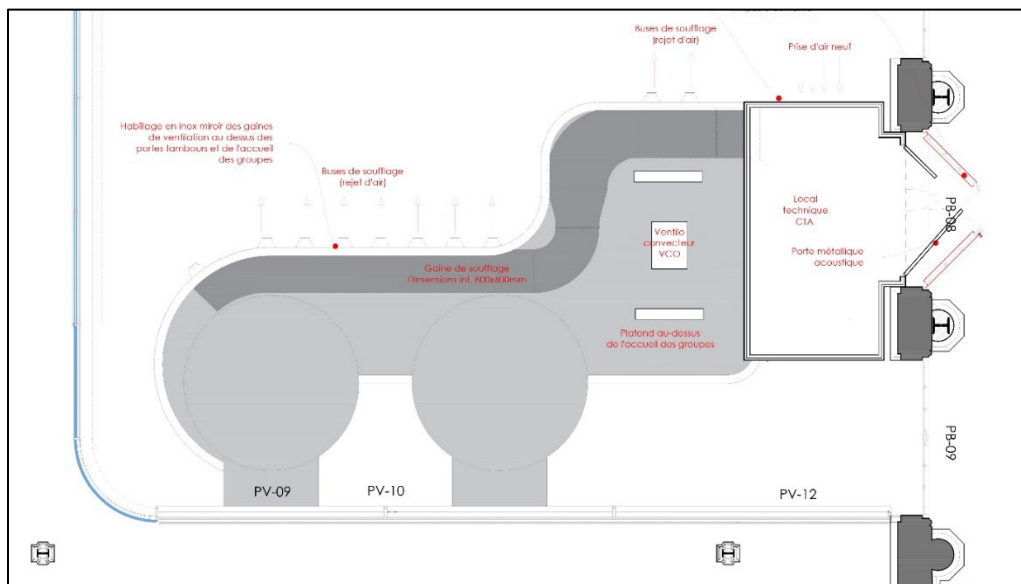 Buses de soufflage
(rejet d'air)
Prise d'air neuf
Habillage en inox miroir des gaines
de ventilation au dessus des
portes tambours et de l'accueil
des groupes
Buses de soufflage
(rejet d'air)
PB-08
Local
technique
CTA
Ventilo
convecteur
VCO
Porte métallique
acoustique
Gaine de soufflage
Dimensions int. 800x600mm
Plafond au-dessus
de l'accueil des groupes
PB-09
PV-09
PV-10
PV-12